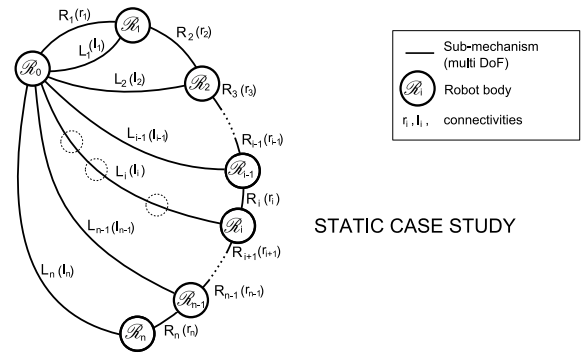 R₁(r₁)
ℛ₁
L₁(l₁)
R₂(r₂)
ℛ₀
L₂(l₂)
ℛ₂
R₃(r₃)
Lᵢ₋₁(lᵢ₋₁)
Rᵢ₋₁(rᵢ₋₁)
ℛᵢ₋₁
Lᵢ(lᵢ)
Rᵢ(rᵢ)
ℛᵢ
Rᵢ₊₁(rᵢ₊₁)
Lₙ₋₁(lₙ₋₁)
Lₙ(lₙ)
Rₙ₋₁(rₙ₋₁)
ℛₙ₋₁
Rₙ(rₙ)
ℛₙ
Sub-mechanism
(multi DoF)
ℛᵢ Robot body
rᵢ , lᵢ , connectivities
STATIC CASE STUDY